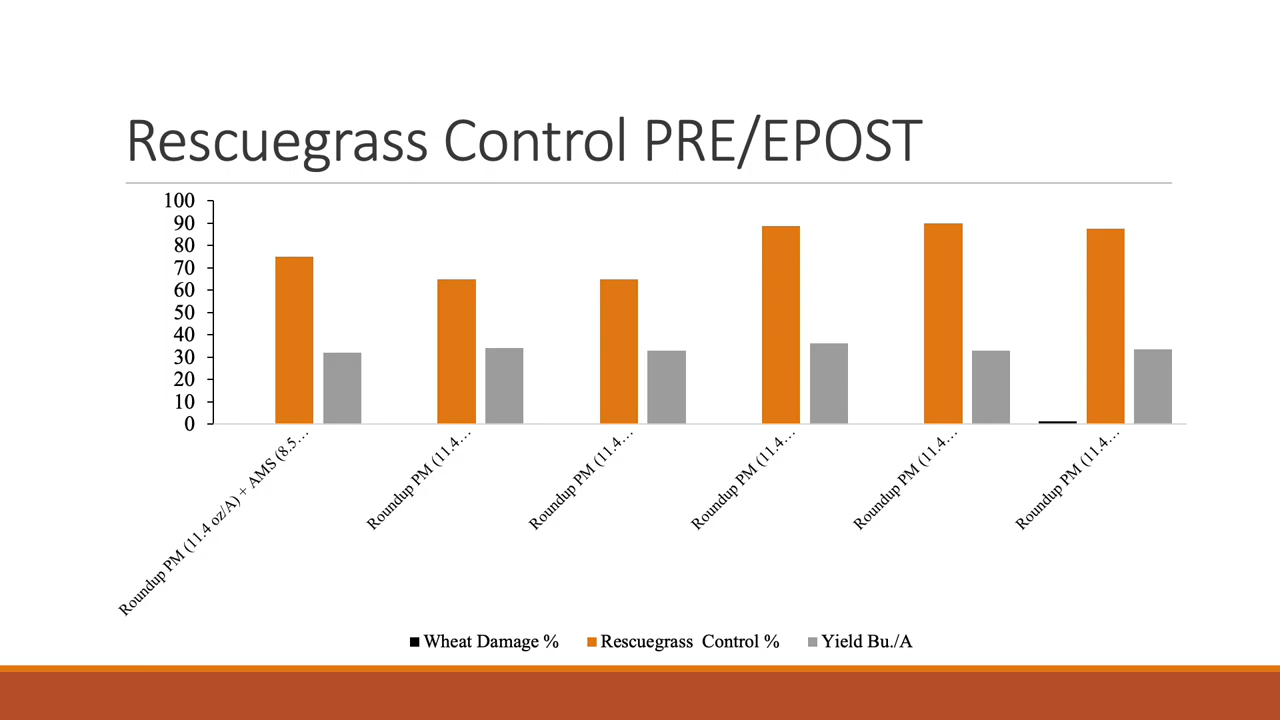 Rescuegrass Control PRE/EPOST
100
90
80
70
60
50
40
30
20
10
0
Roundup PM (11.4 oz/A) + AMS (8.5…
Roundup PM (11.4…
Roundup PM (11.4…
Roundup PM (11.4…
Roundup PM (11.4…
Roundup PM (11.4…
Wheat Damage % Rescuegrass Control % Yield Bu./A